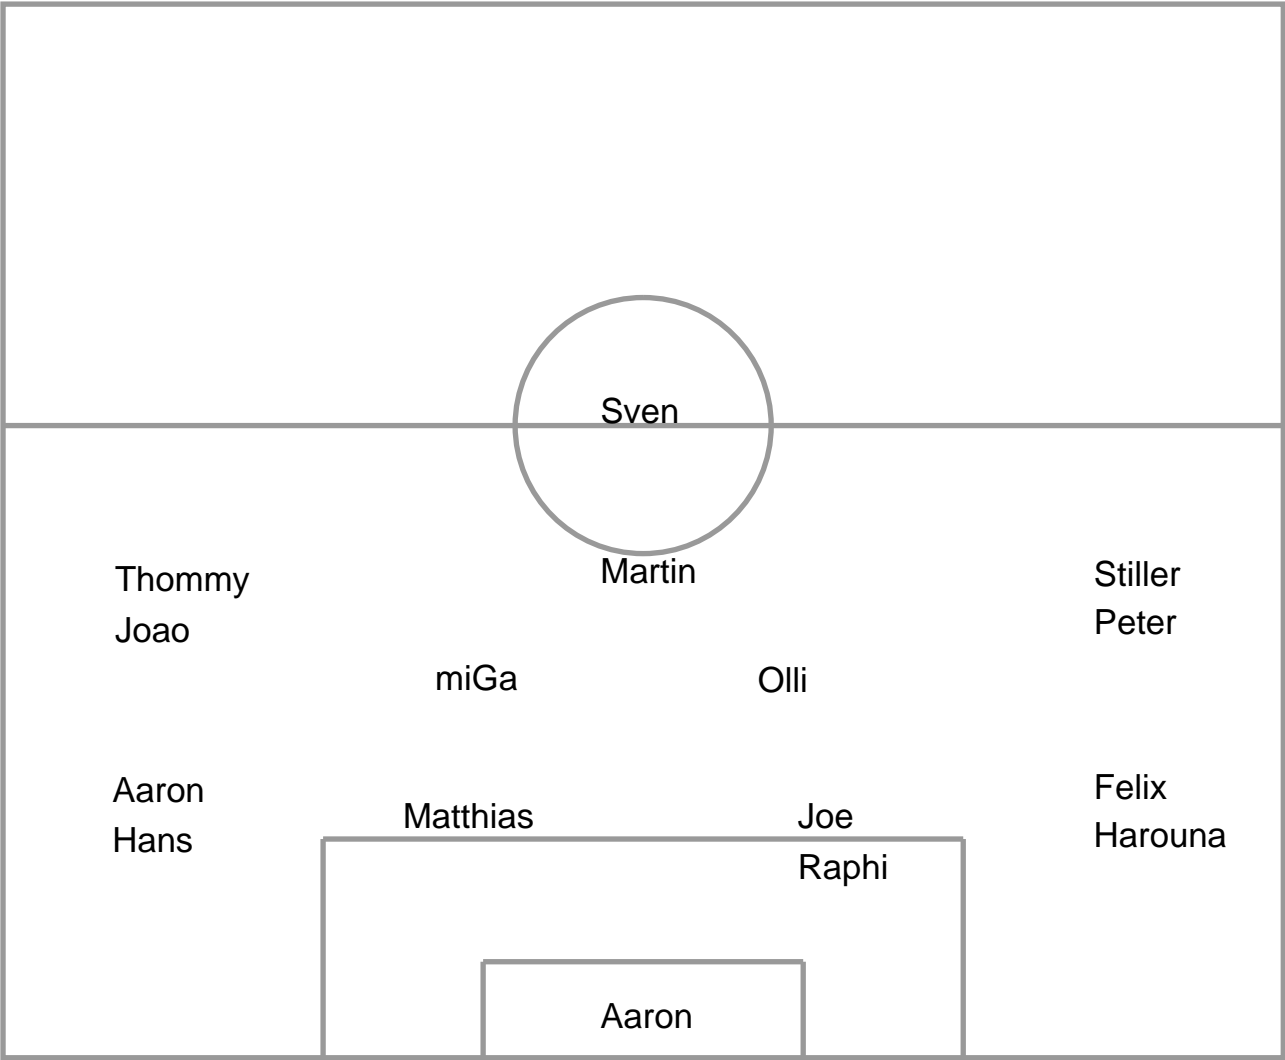 Sven
Thommy
Joao
Martin
Stiller
Peter
miGa
Olli
Aaron
Hans
Matthias
Joe
Raphi
Felix
Harouna
Aaron